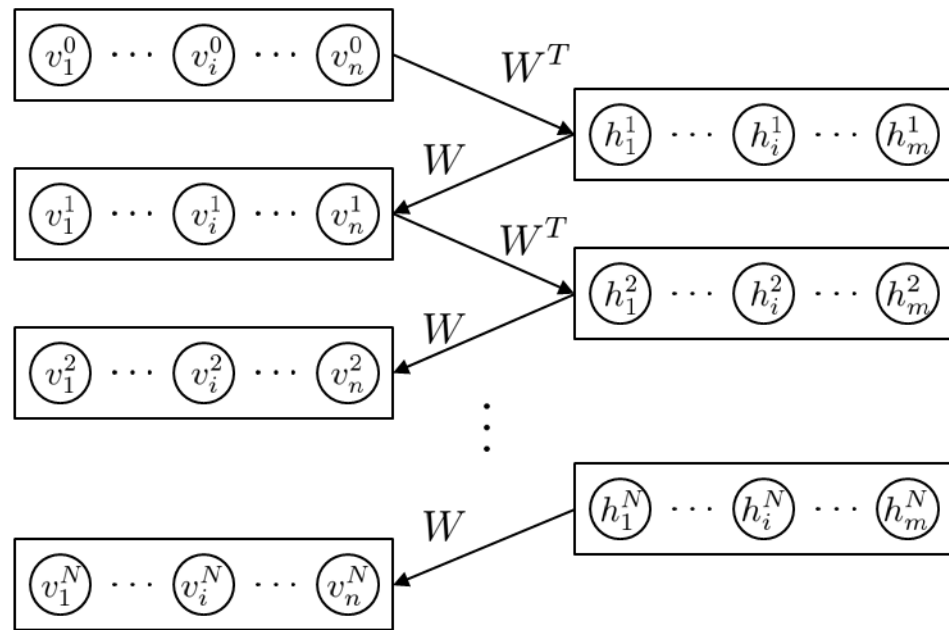 v_1^0 ··· v_i^0 ··· v_n^0
W^T
h_1^1 ··· h_i^1 ··· h_m^1
W
v_1^1 ··· v_i^1 ··· v_n^1
W^T
h_1^2 ··· h_i^2 ··· h_m^2
W
v_1^2 ··· v_i^2 ··· v_n^2
⋮
h_1^N ··· h_i^N ··· h_m^N
W
v_1^N ··· v_i^N ··· v_n^N